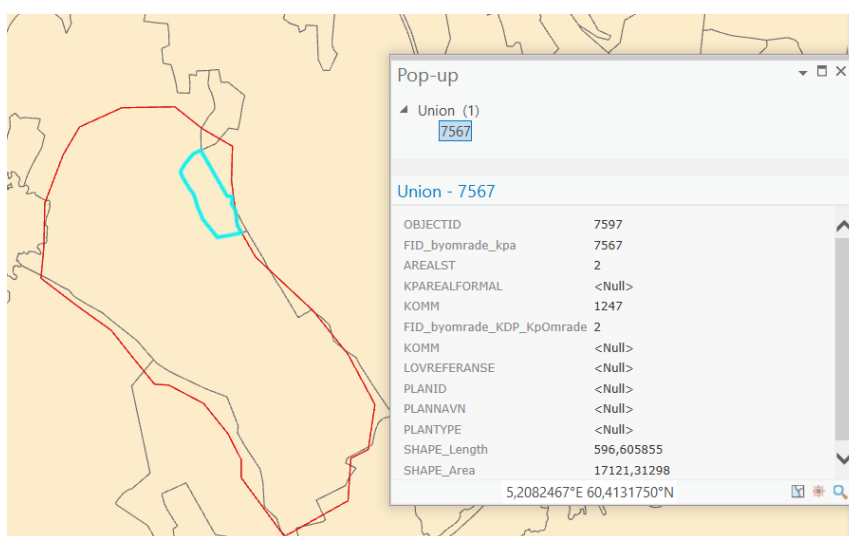 Pop-up
Union (1)
7567
Union - 7567
OBJECTID 7597
FID_byomrade_kpa 7567
AREALST 2
KPAREALFORMAL <Null>
KOMM 1247
FID_byomrade_KDP_KpOmrade 2
KOMM <Null>
LOVREFERANSE <Null>
PLANID <Null>
PLANNAVN <Null>
PLANTYPE <Null>
SHAPE_Length 596,605855
SHAPE_Area 17121,31298
5,2082467°E 60,4131750°N